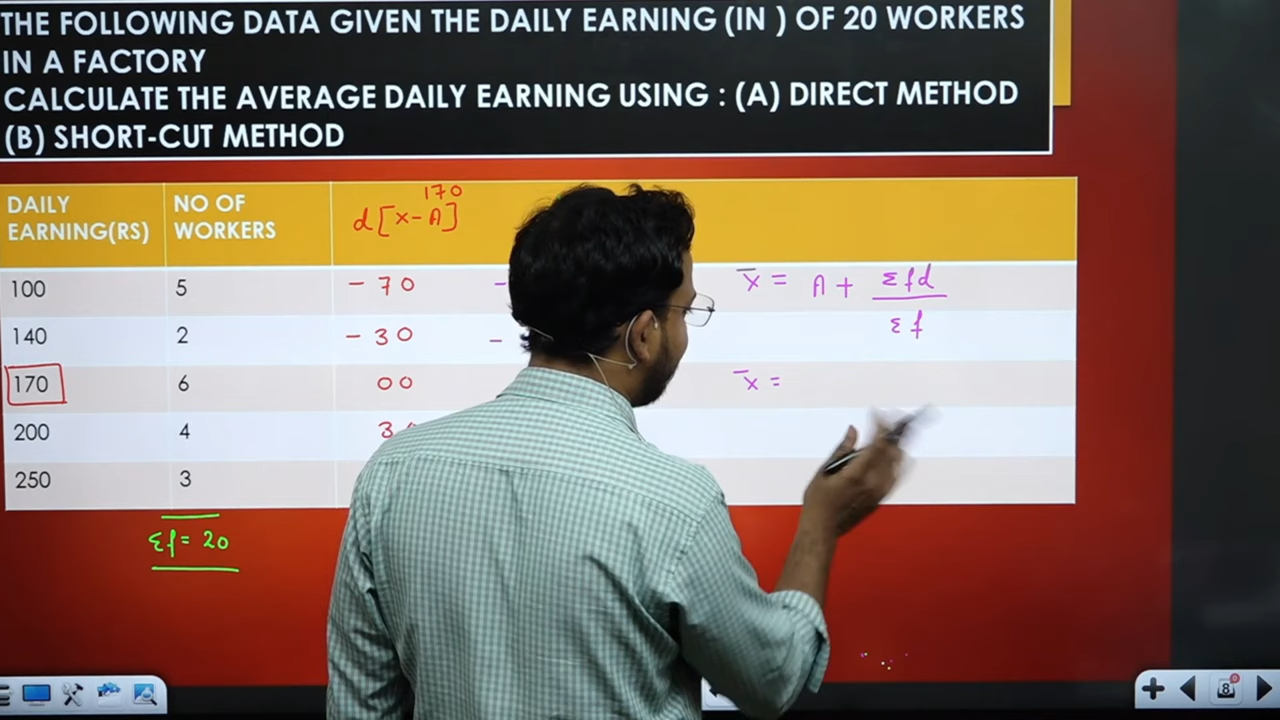 THE FOLLOWING DATA GIVEN THE DAILY EARNING (IN ) OF 20 WORKERS
IN A FACTORY
CALCULATE THE AVERAGE DAILY EARNING USING : (A) DIRECT METHOD
(B) SHORT-CUT METHOD
DAILY EARNING(RS) NO OF WORKERS 170 d[x-A]
100 5 -70 - x̄ = A + Σfd / Σf
140 2 -30 -
170 6 00 x̄ =
200 4
250 3
Σf = 20
8